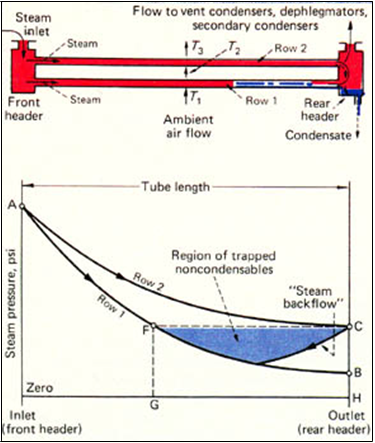 Steam
inlet
Flow to vent condensers, dephlegmators,
secondary condensers
Steam
T3
T2
Row 2
Steam
T1
Row 1
Front
header
Ambient
air flow
Rear
header
Condensate
Tube length
A
Steam pressure, psi
Row 2
Row 1
Region of trapped
noncondensables
"Steam
backflow"
F
C
B
Zero
G
H
Inlet
(front header)
Outlet
(rear header)